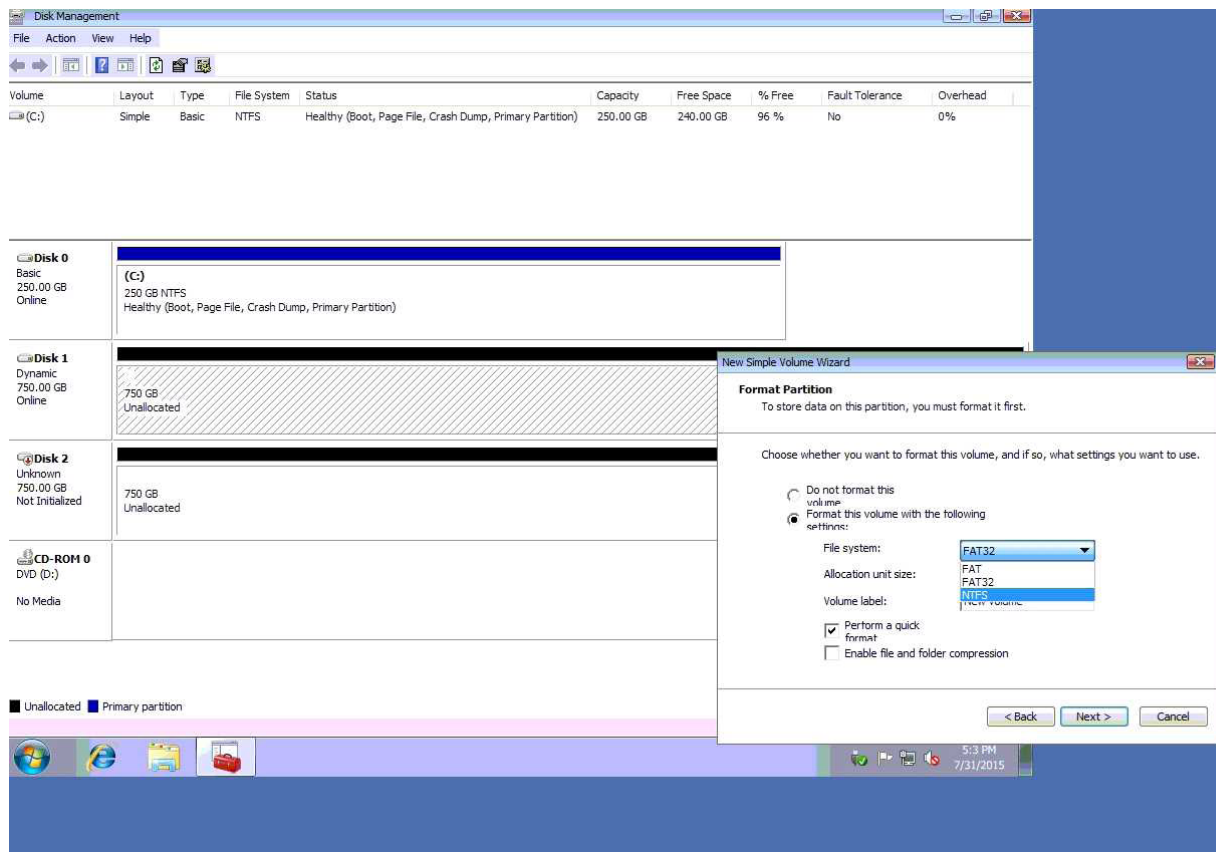 Disk Management
File Action View Help
Volume Layout Type File System Status Capacity Free Space % Free Fault Tolerance Overhead
(C:) Simple Basic NTFS Healthy (Boot, Page File, Crash Dump, Primary Partition) 250.00 GB 240.00 GB 96 % No 0%
Disk 0
Basic
250.00 GB
Online
(C:)
250 GB NTFS
Healthy (Boot, Page File, Crash Dump, Primary Partition)
Disk 1
Dynamic
750.00 GB
Online
750 GB
Unallocated
Disk 2
Unknown
750.00 GB
Not Initialized
750 GB
Unallocated
CD-ROM 0
DVD (D:)
No Media
Unallocated Primary partition
New Simple Volume Wizard
Format Partition
To store data on this partition, you must format it first.
Choose whether you want to format this volume, and if so, what settings you want to use.
Do not format this
volume
Format this volume with the following
settings:
File system: FAT32
FAT
Allocation unit size: FAT32
NTFS
Volume label: New Volume
Perform a quick
format
Enable file and folder compression
< Back Next > Cancel
5:3 PM
7/31/2015